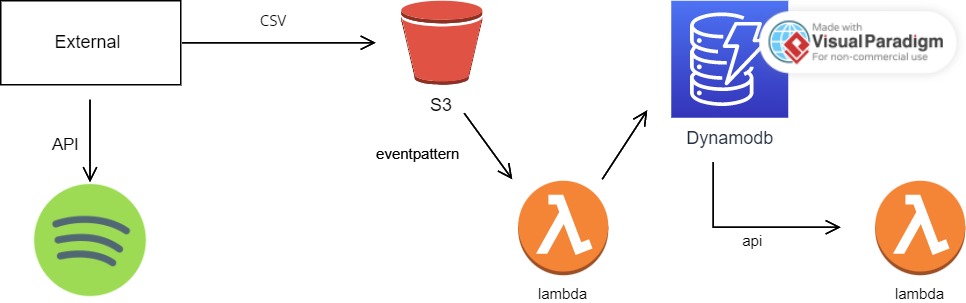 External
CSV
Made with
Visual Paradigm
For non-commercial use
S3
API
eventpattern
Dynamodb
api
lambda
lambda